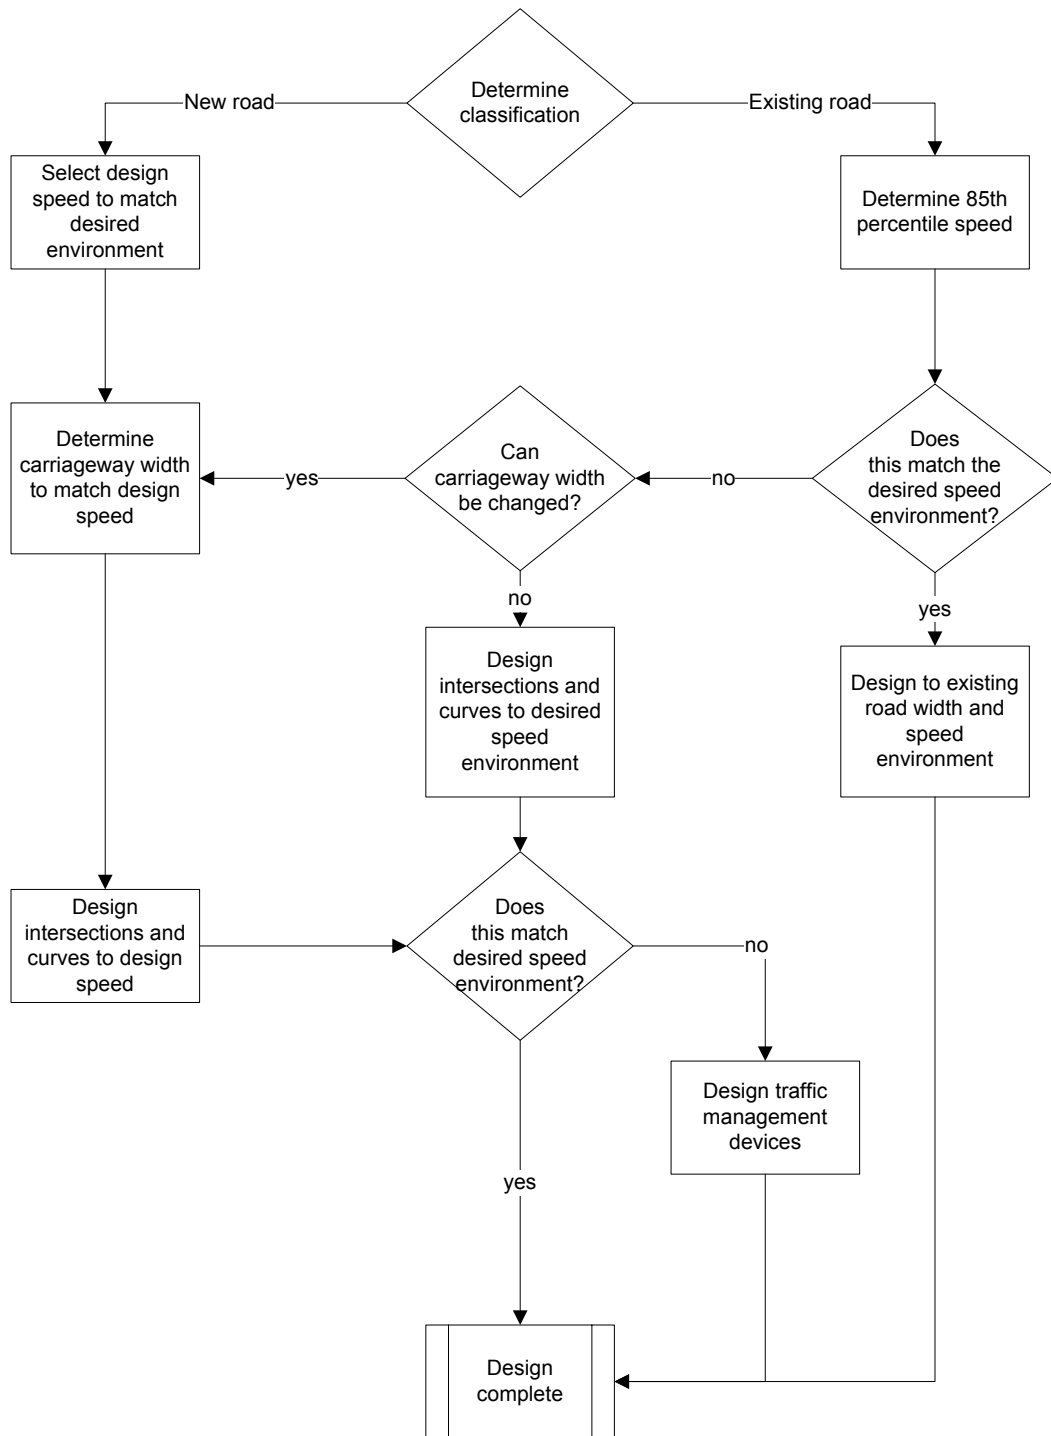 Determine
classification
New road
Existing road
Select design
speed to match
desired
environment
Determine 85th
percentile speed
Determine
carriageway width
to match design
speed
yes
Can
carriageway width
be changed?
no
Does
this match the
desired speed
environment?
no
yes
Design
intersections and
curves to desired
speed
environment
Design to existing
road width and
speed
environment
Design
intersections and
curves to design
speed
Does
this match
desired speed
environment?
no
Design traffic
management
devices
yes
Design
complete